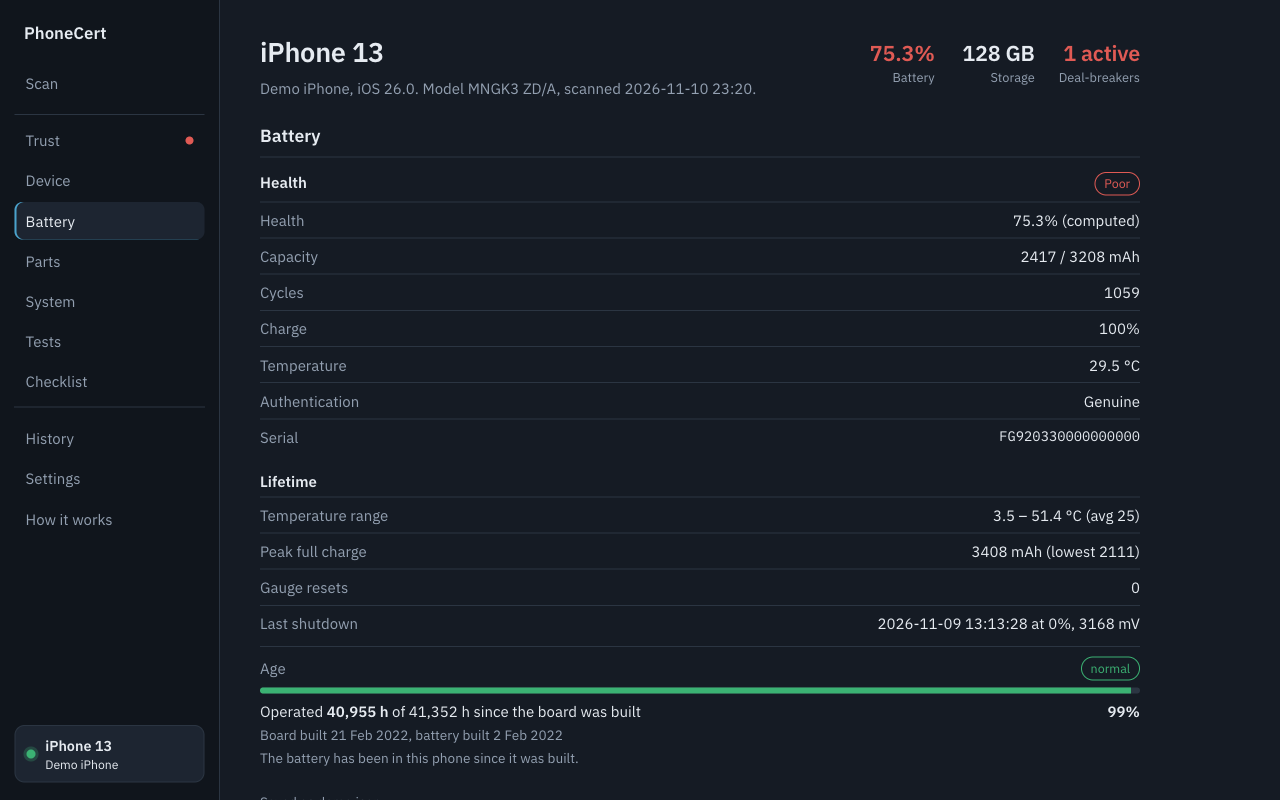 PhoneCert
Scan
Trust
Device
Battery
Parts
System
Tests
Checklist
History
Settings
How it works
iPhone 13
Demo iPhone
iPhone 13
Demo iPhone, iOS 26.0. Model MNGK3 ZD/A, scanned 2026-11-10 23:20.
75.3% 128 GB 1 active
Battery Storage Deal-breakers
Battery
Health Poor
Health 75.3% (computed)
Capacity 2417 / 3208 mAh
Cycles 1059
Charge 100%
Temperature 29.5 °C
Authentication Genuine
Serial FG920330000000000
Lifetime
Temperature range 3.5 – 51.4 °C (avg 25)
Peak full charge 3408 mAh (lowest 2111)
Gauge resets 0
Last shutdown 2026-11-09 13:13:28 at 0%, 3168 mV
Age normal
Operated 40,955 h of 41,352 h since the board was built 99%
Board built 21 Feb 2022, battery built 2 Feb 2022
The battery has been in this phone since it was built.